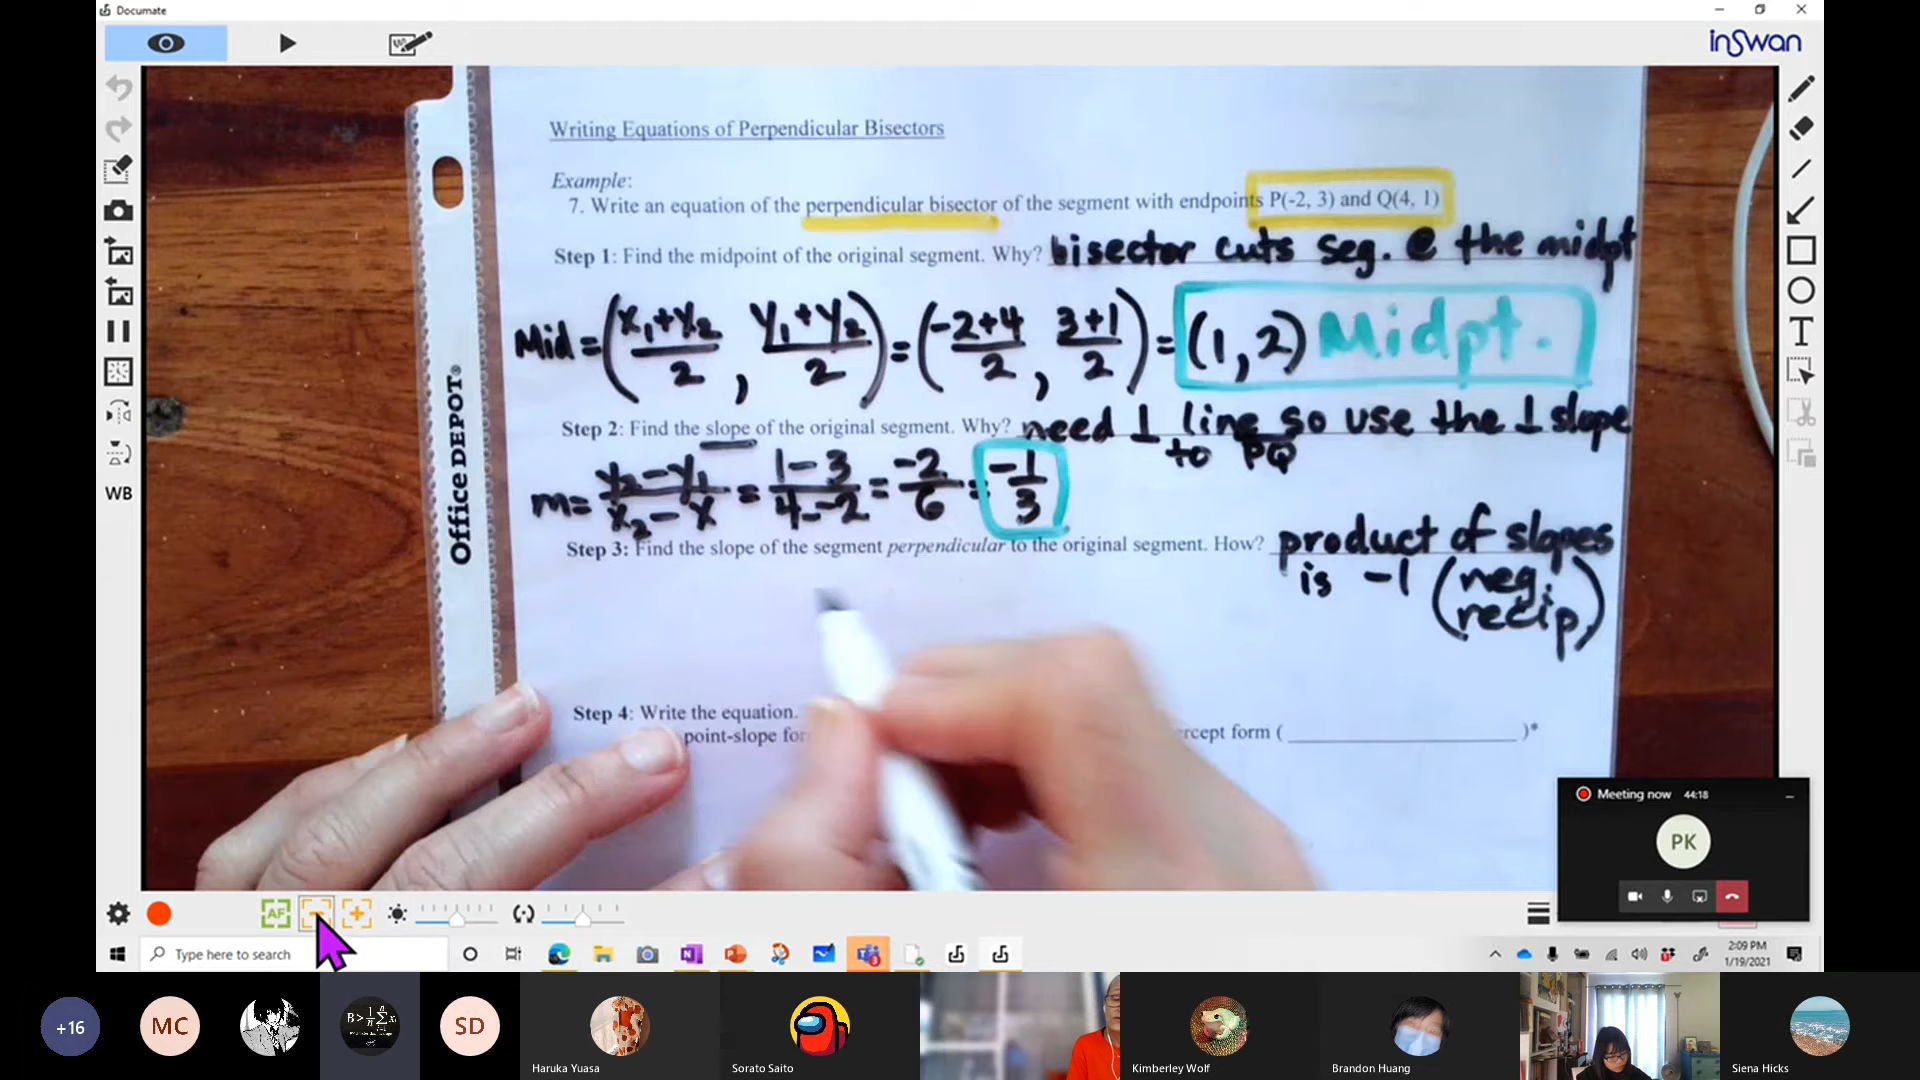 Documate
inSwan
Writing Equations of Perpendicular Bisectors
Example:
7. Write an equation of the perpendicular bisector of the segment with endpoints P(-2, 3) and Q(4, 1)
Step 1: Find the midpoint of the original segment. Why? bisector cuts seg. @ the midpt
Mid = (x₁+x₂/2, y₁+y₂/2) = (-2+4/2, 3+1/2) = (1,2) Midpt.
Step 2: Find the slope of the original segment. Why? need ⊥ line so use the ⊥ slope
to PQ
m = y₂-y₁/x₂-x = 1-3/4--2 = -2/6 = -1/3
Step 3: Find the slope of the segment perpendicular to the original segment. How? product of slopes
is -1 (neg. recip)
Step 4: Write the equation.
point-slope for
rcept form ( ____________________ )*
Office DEPOT®
WB
AF
Meeting now 44:18
PK
Type here to search
2:09 PM
1/19/2021
+16
MC
SD
Haruka Yuasa
Sorato Saito
Kimberley Wolf
Brandon Huang
Siena Hicks